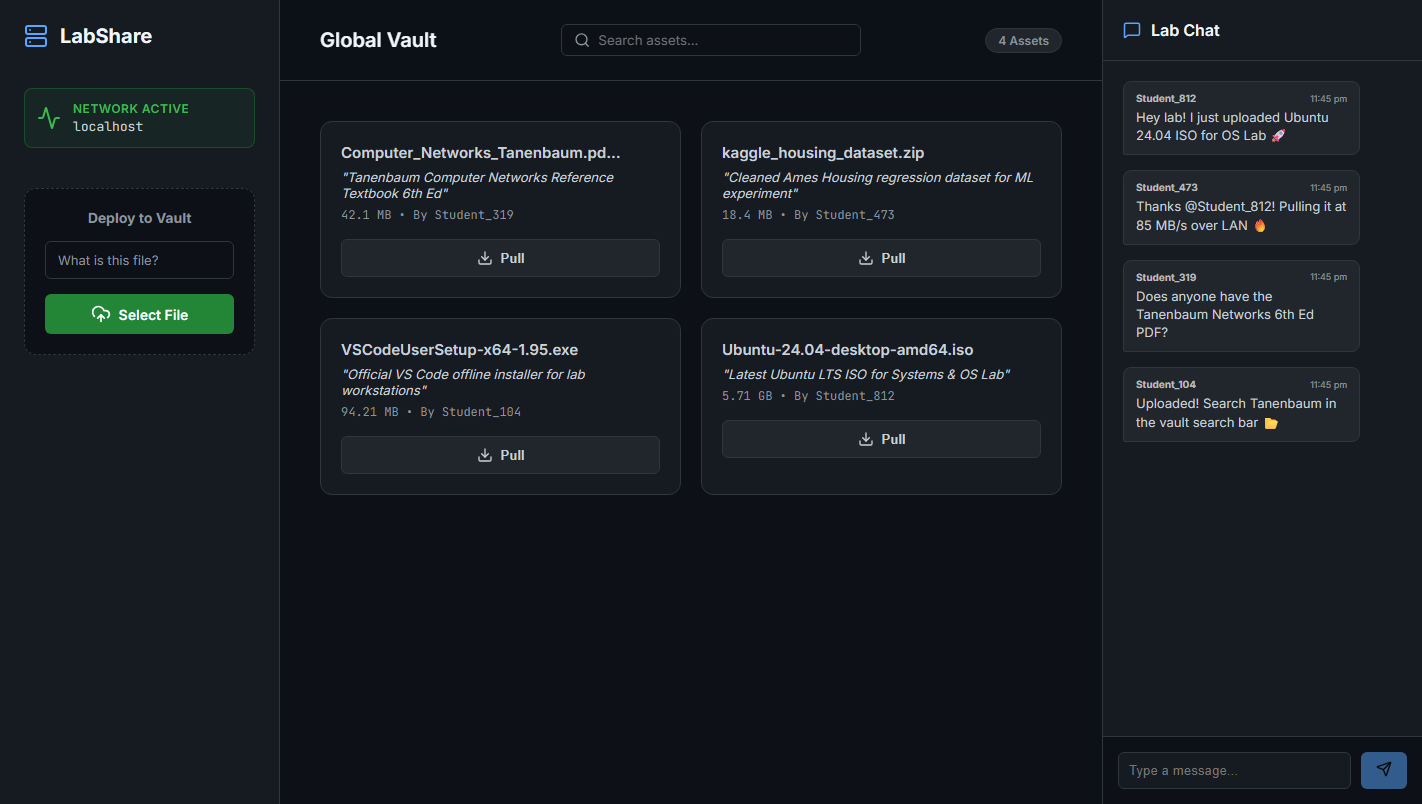 LabShare
NETWORK ACTIVE
localhost
Deploy to Vault
What is this file?
Select File
Global Vault
Search assets...
4 Assets
Computer_Networks_Tanenbaum.pd...
"Tanenbaum Computer Networks Reference
Textbook 6th Ed"
42.1 MB • By Student_319
Pull
kaggle_housing_dataset.zip
"Cleaned Ames Housing regression dataset for ML
experiment"
18.4 MB • By Student_473
Pull
VSCodeUserSetup-x64-1.95.exe
"Official VS Code offline installer for lab
workstations"
94.21 MB • By Student_104
Pull
Ubuntu-24.04-desktop-amd64.iso
"Latest Ubuntu LTS ISO for Systems & OS Lab"
5.71 GB • By Student_812
Pull
Lab Chat
Student_812 11:45 pm
Hey lab! I just uploaded Ubuntu
24.04 ISO for OS Lab 🚀
Student_473 11:45 pm
Thanks @Student_812! Pulling it at
85 MB/s over LAN 🔥
Student_319 11:45 pm
Does anyone have the
Tanenbaum Networks 6th Ed
PDF?
Student_104 11:45 pm
Uploaded! Search Tanenbaum in
the vault search bar 📂
Type a message...